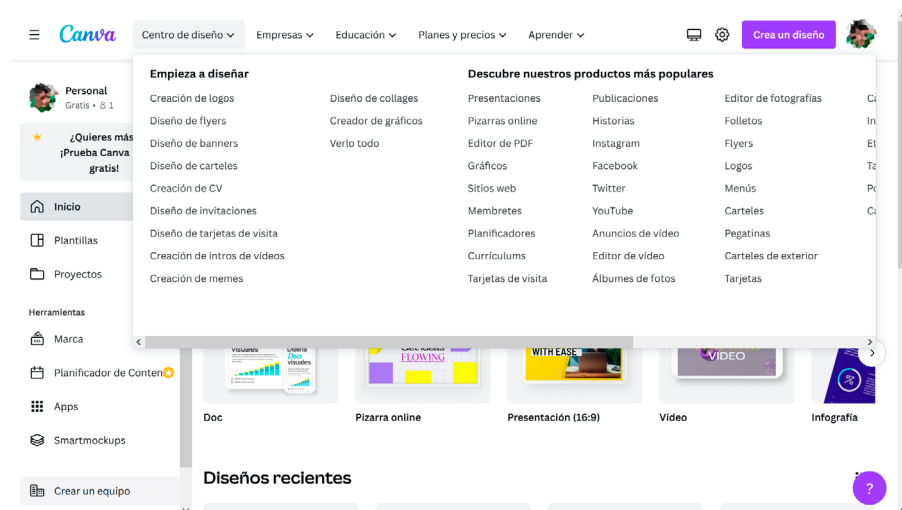 Canva
Centro de diseño
Empresas
Educación
Planes y precios
Aprender
Crea un diseño
Personal
Gratis • 1
¿Quieres más
¡Prueba Canva
gratis!
Inicio
Plantillas
Proyectos
Herramientas
Marca
Planificador de Conten
Apps
Smartmockups
Crear un equipo
Empieza a diseñar
Creación de logos
Diseño de flyers
Diseño de banners
Diseño de carteles
Creación de CV
Diseño de invitaciones
Diseño de tarjetas de visita
Creación de intros de vídeos
Creación de memes
Diseño de collages
Creador de gráficos
Verlo todo
Descubre nuestros productos más populares
Presentaciones
Pizarras online
Editor de PDF
Gráficos
Sitios web
Membretes
Planificadores
Currículums
Tarjetas de visita
Publicaciones
Historias
Instagram
Facebook
Twitter
YouTube
Anuncios de vídeo
Editor de vídeo
Álbumes de fotos
Editor de fotografías
Folletos
Flyers
Logos
Menús
Carteles
Pegatinas
Carteles de exterior
Tarjetas
visuales
Diseña
Docs
visuales
Get ideas
FLOWING
WITH EASE
VIDEO
Doc
Pizarra online
Presentación (16:9)
Vídeo
Infografía
Diseños recientes
?